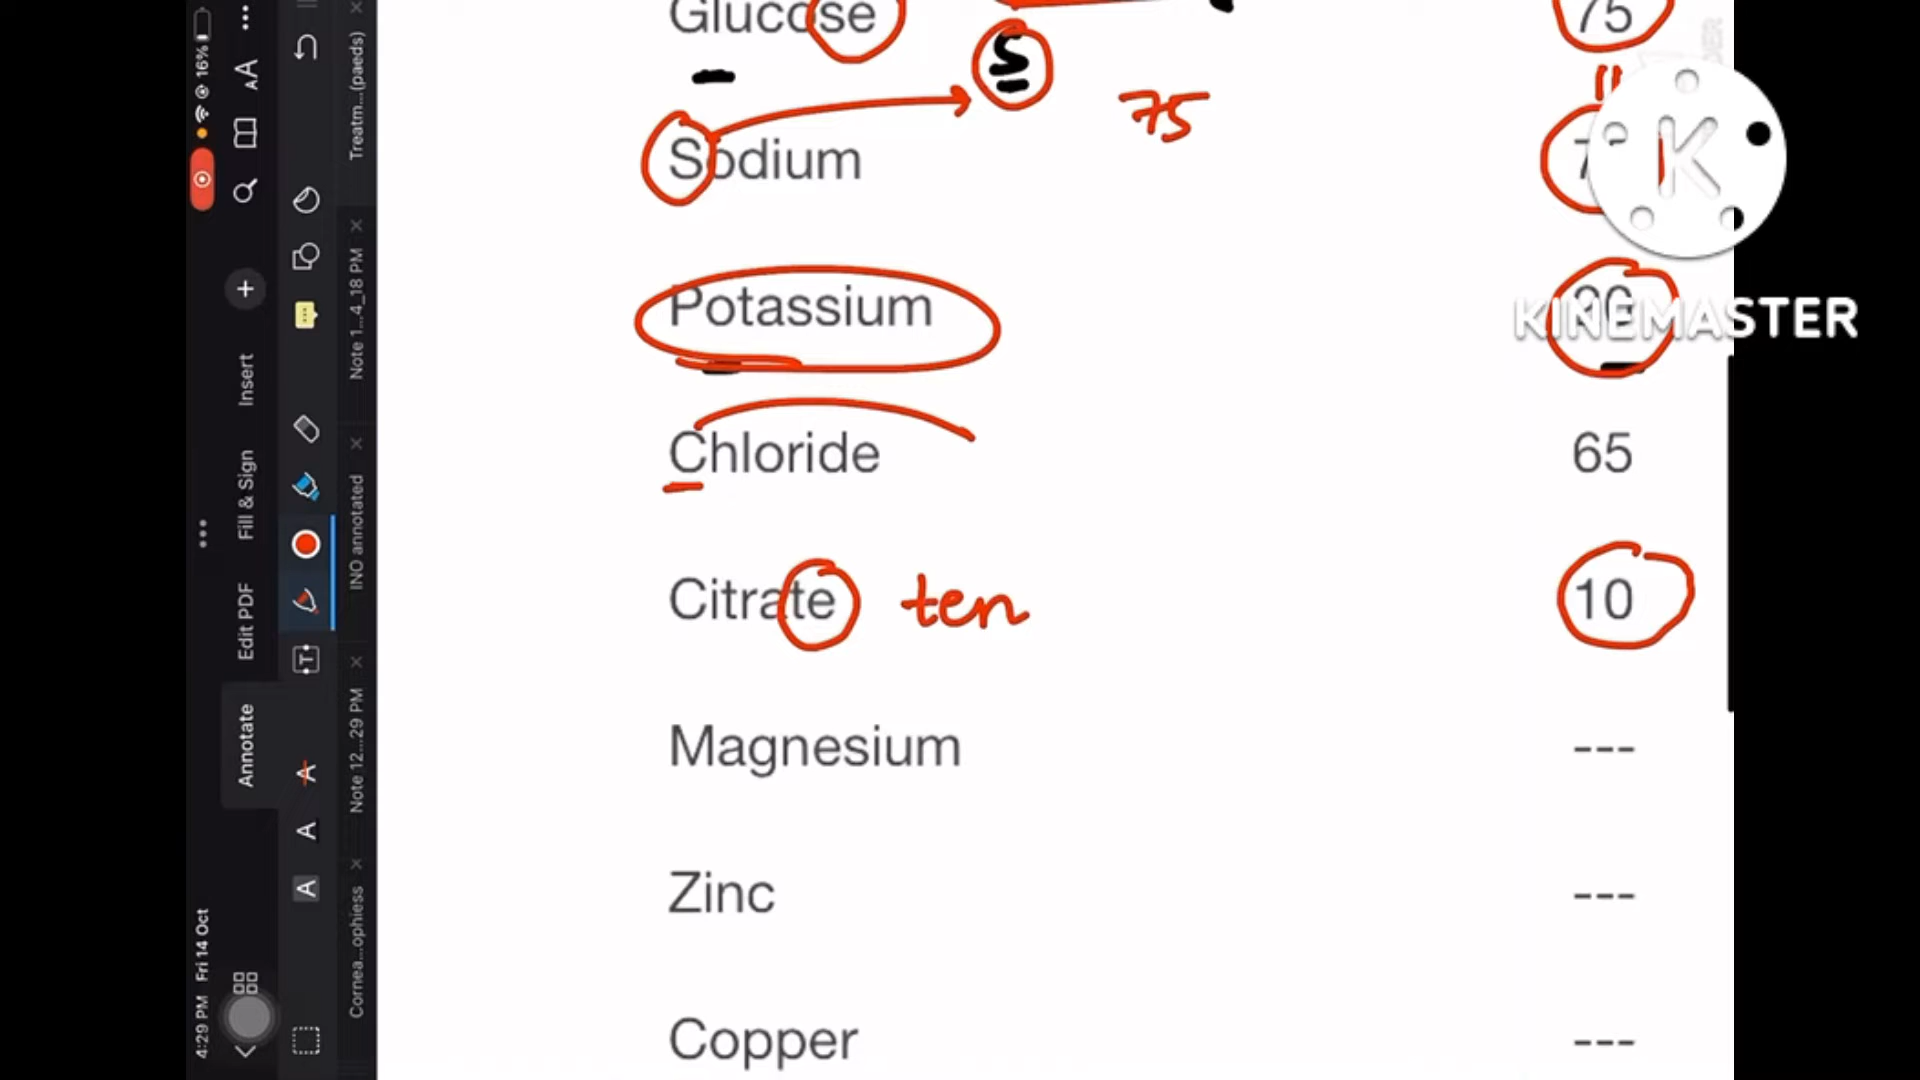 Glucose 75
S
75
Sodium
Potassium
KINEMASTER
Chloride 65
Citrate ten 10
Magnesium ---
Zinc ---
Copper ---
4:29 PM Fri 14 Oct
16%
Annotate
Edit PDF
Fill & Sign
Insert
AA
Cornea...ophiess
Note 12...29 PM
INO annotated
Note 1...4_18 PM
Treatm...(paeds)
K